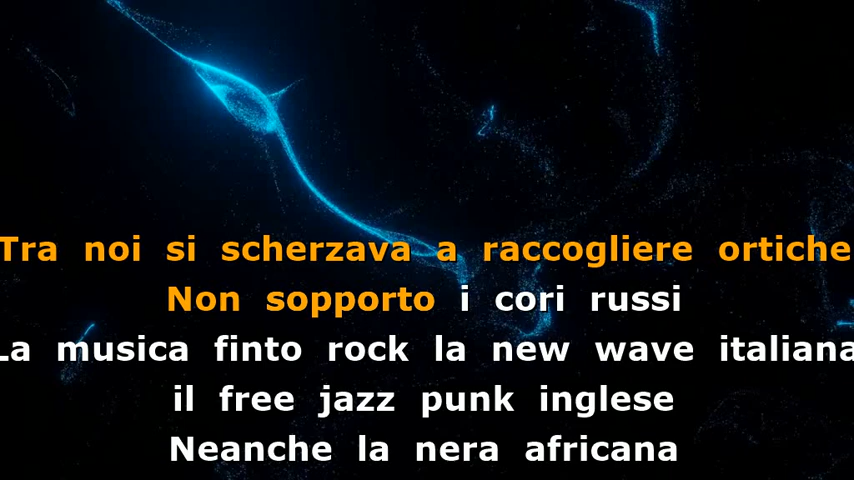 Tra noi si scherzava a raccogliere ortiche
Non sopporto i cori russi
La musica finto rock la new wave italiana
il free jazz punk inglese
Neanche la nera africana